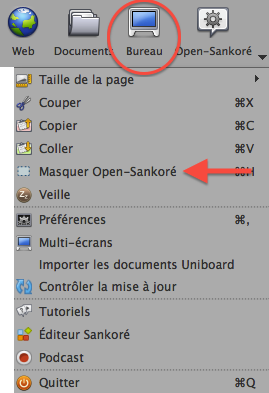 Web Documents Bureau Open-Sankoré
Taille de la page
Couper ⌘X
Copier ⌘C
Coller ⌘V
Masquer Open-Sankoré ⌘H
Veille
Préférences ⌘,
Multi-écrans
Importer les documents Uniboard
Contrôler la mise à jour
Tutoriels
Éditeur Sankoré
Podcast
Quitter ⌘Q